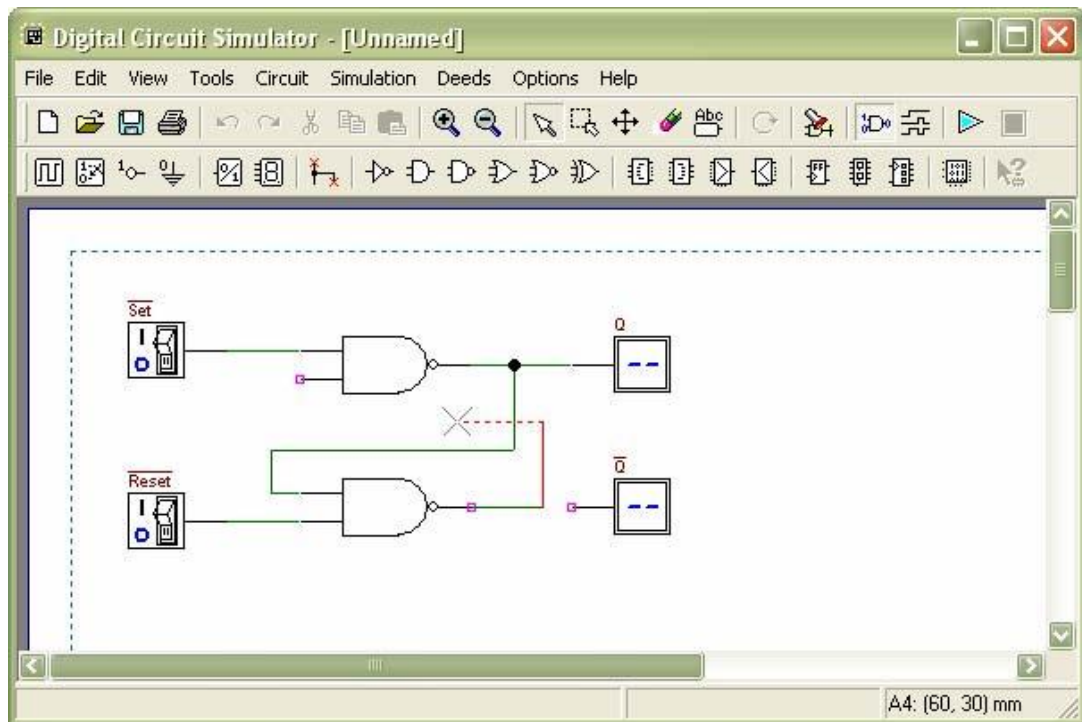 Digital Circuit Simulator - [Unnamed]
File Edit View Tools Circuit Simulation Deeds Options Help
Abc
Set
Q
Reset
Q
A4: (60, 30) mm